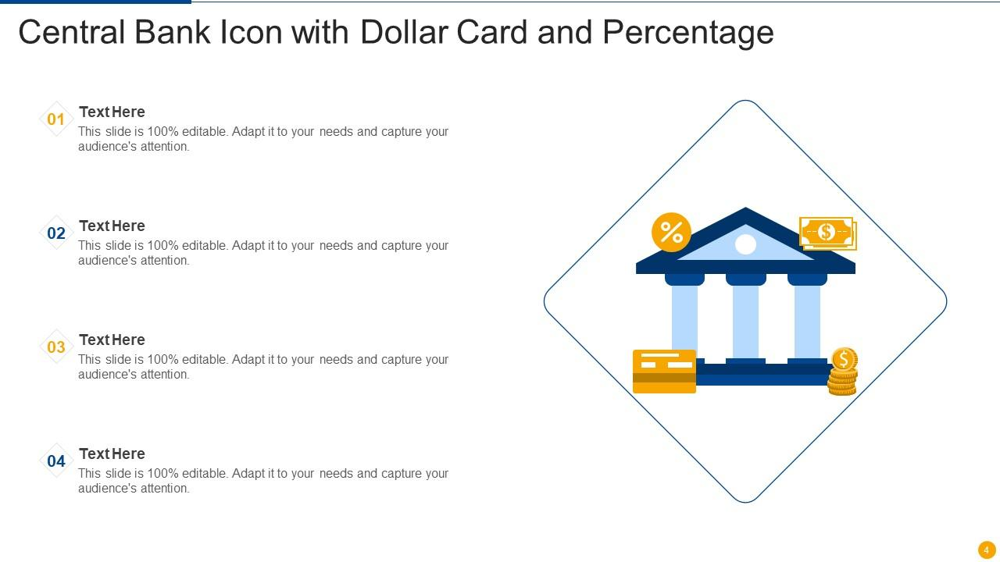 Central Bank Icon with Dollar Card and Percentage
01
Text Here
This slide is 100% editable. Adapt it to your needs and capture your
audience's attention.
02
Text Here
This slide is 100% editable. Adapt it to your needs and capture your
audience's attention.
03
Text Here
This slide is 100% editable. Adapt it to your needs and capture your
audience's attention.
04
Text Here
This slide is 100% editable. Adapt it to your needs and capture your
audience's attention.
%
$
$
4